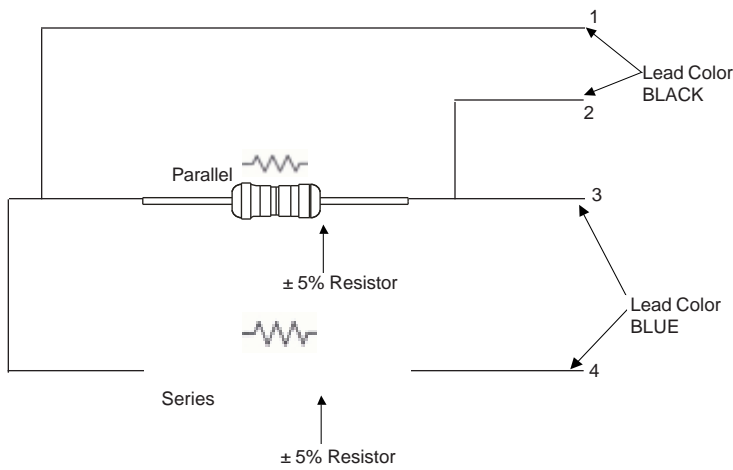 1
Lead Color
BLACK
2
Parallel
3
± 5% Resistor
Lead Color
BLUE
4
Series
± 5% Resistor